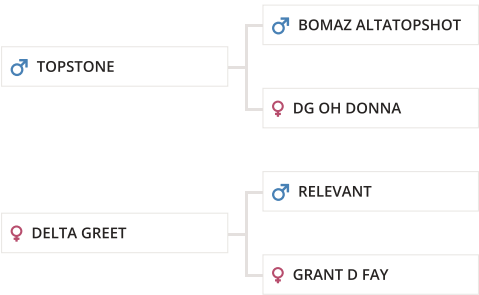 BOMAZ ALTATOPSHOT
TOPSTONE
DG OH DONNA
RELEVANT
DELTA GREET
GRANT D FAY